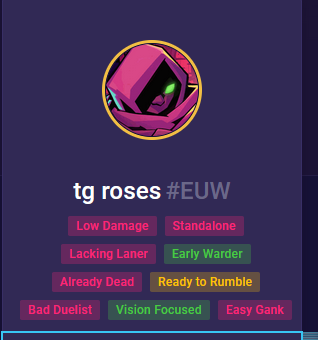 tg roses #EUW
Low Damage Standalone
Lacking Laner Early Warder
Already Dead Ready to Rumble
Bad Duelist Vision Focused Easy Gank